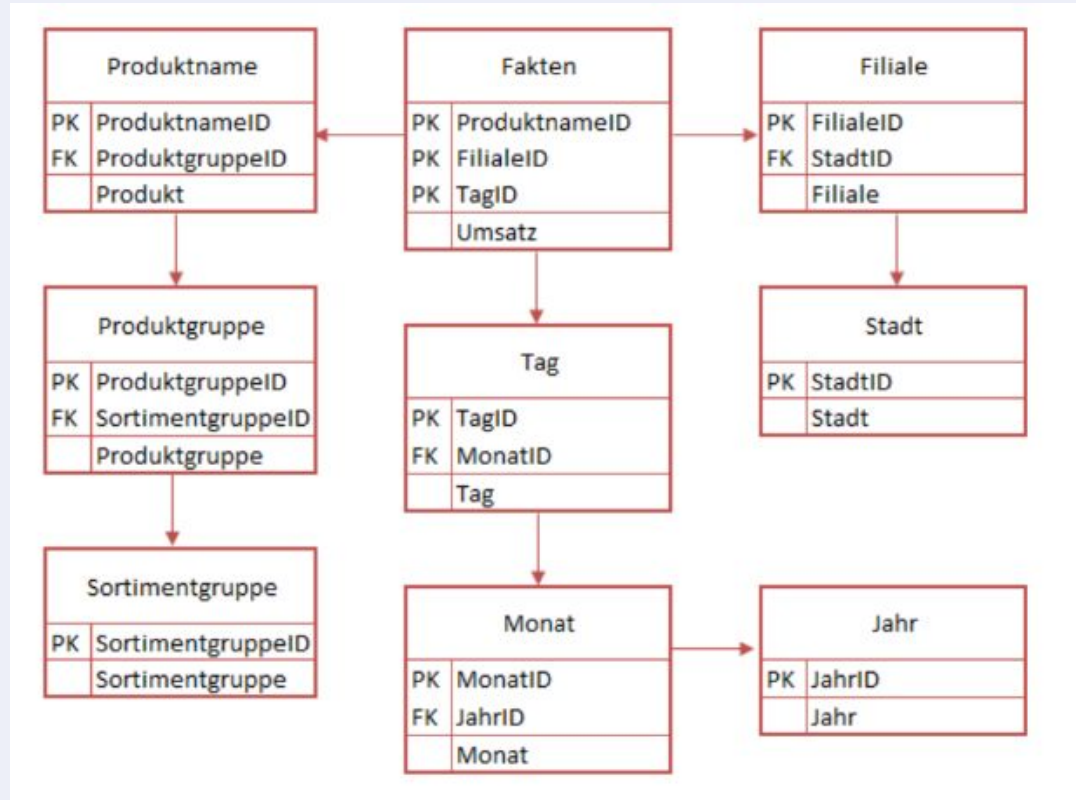 Produktname
PK ProduktnameID
FK ProduktgruppeID
Produkt
Fakten
PK ProduktnameID
PK FilialeID
PK TagID
Umsatz
Filiale
PK FilialeID
FK StadtID
Filiale
Produktgruppe
PK ProduktgruppeID
FK SortimentgruppeID
Produktgruppe
Tag
PK TagID
FK MonatID
Tag
Stadt
PK StadtID
Stadt
Sortimentgruppe
PK SortimentgruppeID
Sortimentgruppe
Monat
PK MonatID
FK JahrID
Monat
Jahr
PK JahrID
Jahr